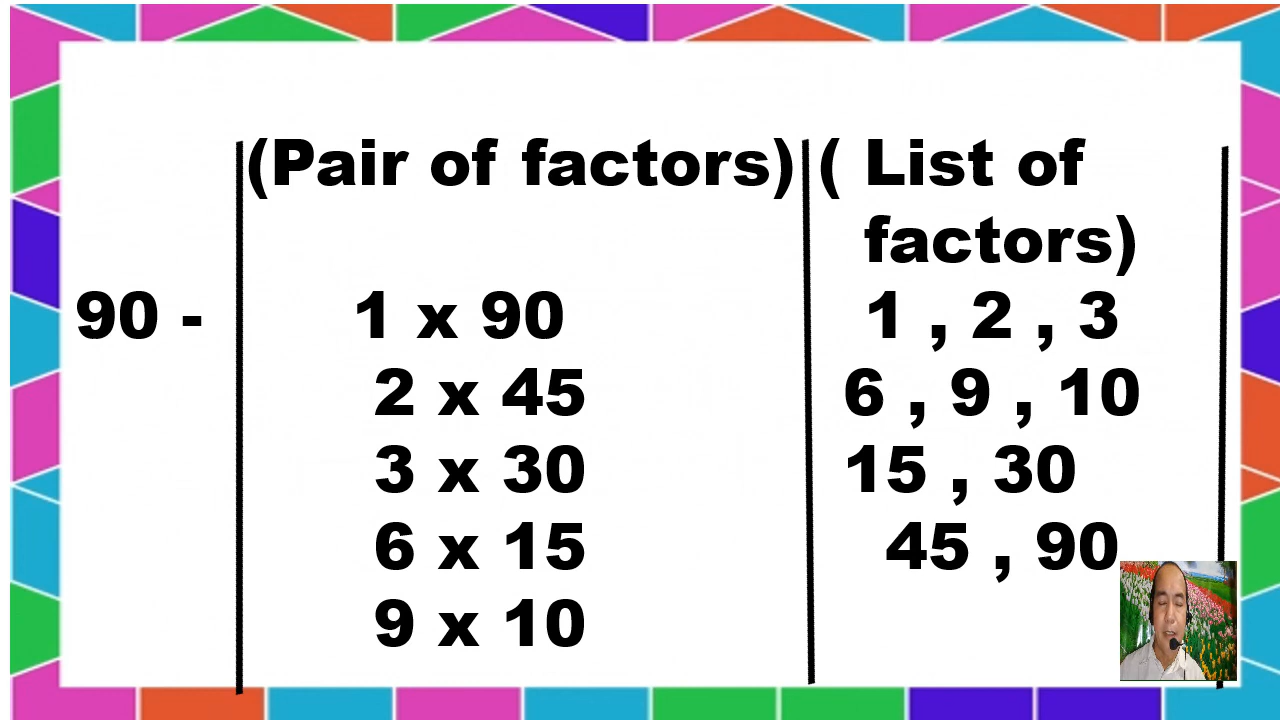 (Pair of factors) ( List of
factors)
90 - 1 x 90 1 , 2 , 3
2 x 45 6 , 9 , 10
3 x 30 15 , 30
6 x 15 45 , 90
9 x 10